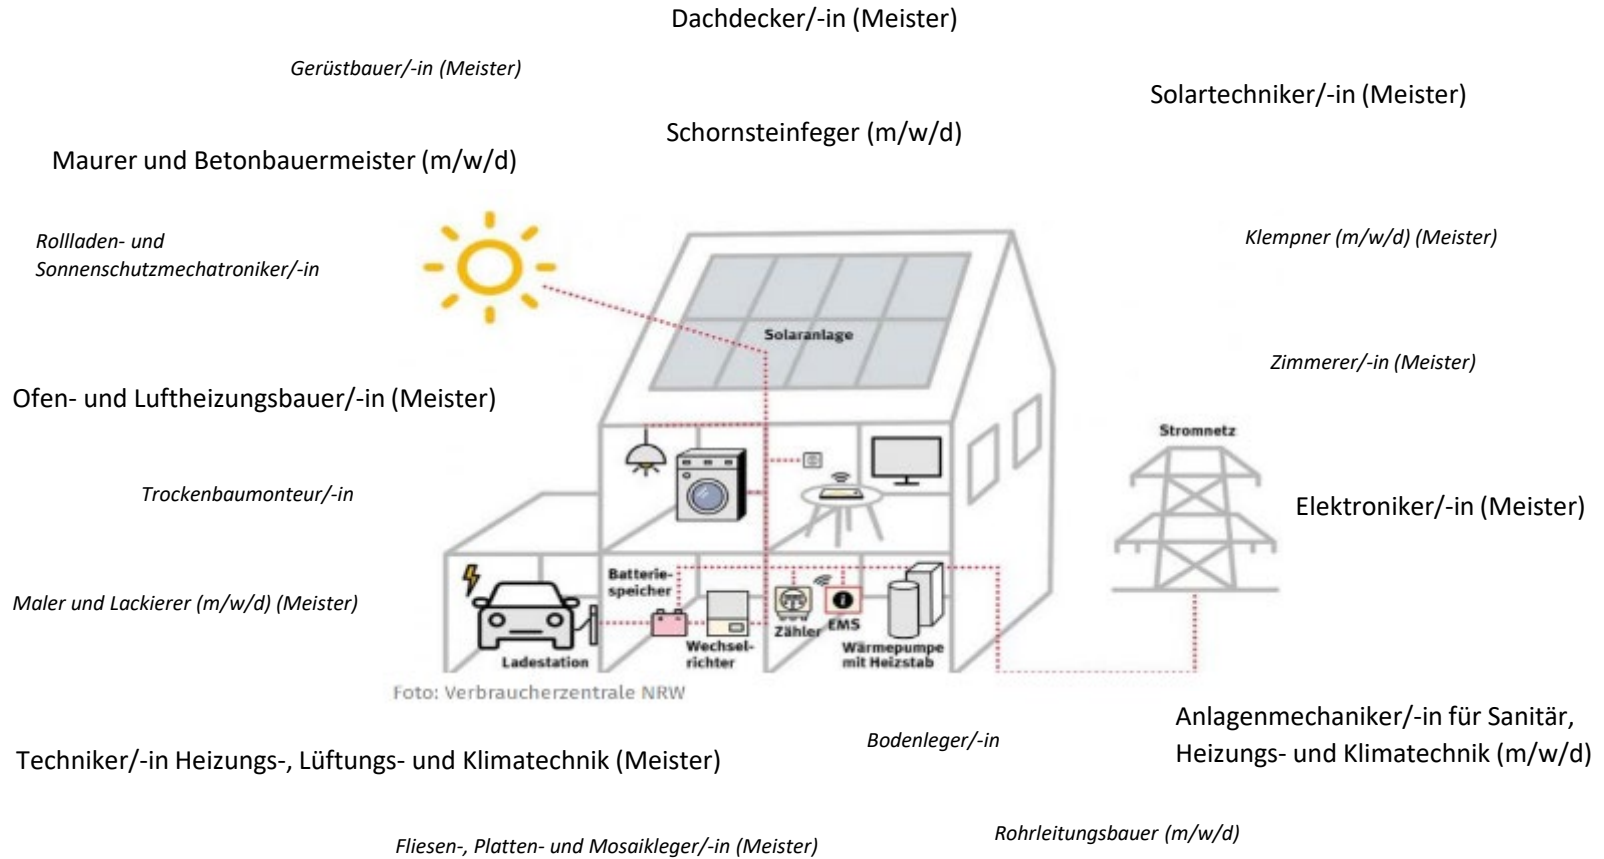 Dachdecker/-in (Meister)
Gerüstbauer/-in (Meister)
Solartechniker/-in (Meister)
Schornsteinfeger (m/w/d)
Maurer und Betonbauermeister (m/w/d)
Rollladen- und
Sonnenschutzmechatroniker/-in
Klempner (m/w/d) (Meister)
Solaranlage
Zimmerer/-in (Meister)
Ofen- und Luftheizungsbauer/-in (Meister)
Stromnetz
Trockenbaumonteur/-in
Elektroniker/-in (Meister)
Batterie-
speicher
Maler und Lackierer (m/w/d) (Meister)
Zähler
EMS
Wechsel-
richter
Wärmepumpe
mit Heizstab
Ladestation
Foto: Verbraucherzentrale NRW
Anlagenmechaniker/-in für Sanitär,
Heizungs- und Klimatechnik (m/w/d)
Bodenleger/-in
Techniker/-in Heizungs-, Lüftungs- und Klimatechnik (Meister)
Rohrleitungsbauer (m/w/d)
Fliesen-, Platten- und Mosaikleger/-in (Meister)